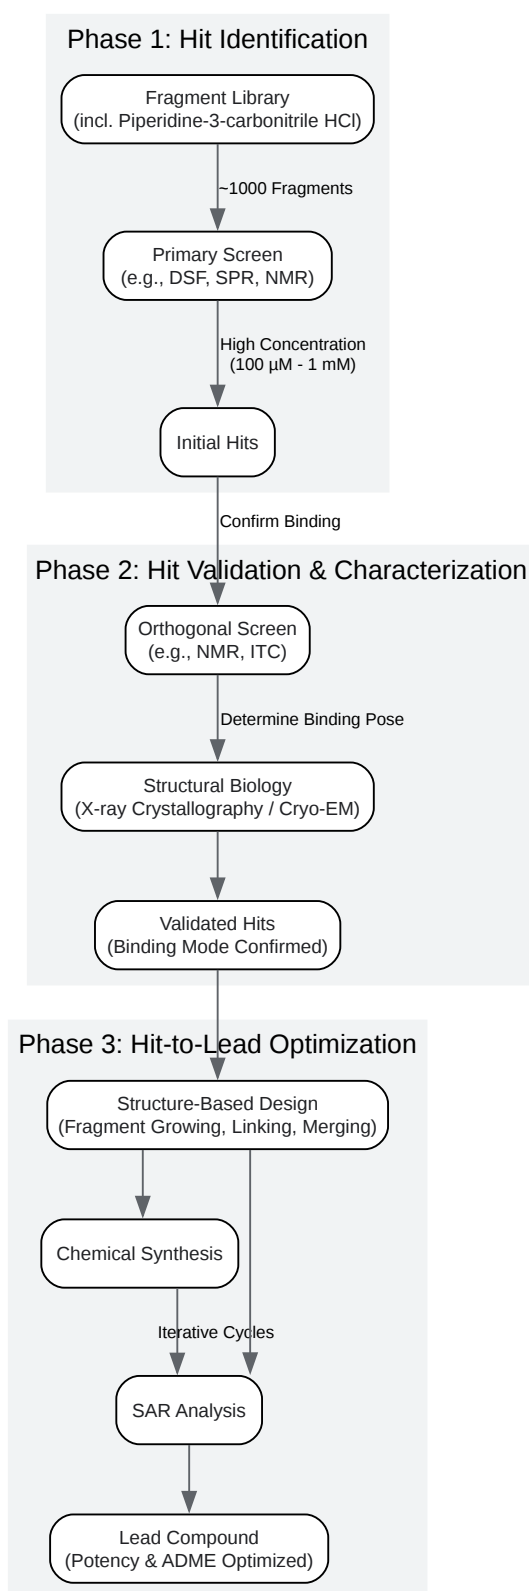 Phase 1: Hit Identification
Fragment Library
(incl. Piperidine-3-carbonitrile HCl)
~1000 Fragments
Primary Screen
(e.g., DSF, SPR, NMR)
High Concentration
(100 µM - 1 mM)
Initial Hits
Confirm Binding
Phase 2: Hit Validation & Characterization
Orthogonal Screen
(e.g., NMR, ITC)
Determine Binding Pose
Structural Biology
(X-ray Crystallography / Cryo-EM)
Validated Hits
(Binding Mode Confirmed)
Phase 3: Hit-to-Lead Optimization
Structure-Based Design
(Fragment Growing, Linking, Merging)
Chemical Synthesis
Iterative Cycles
SAR Analysis
Lead Compound
(Potency & ADME Optimized)